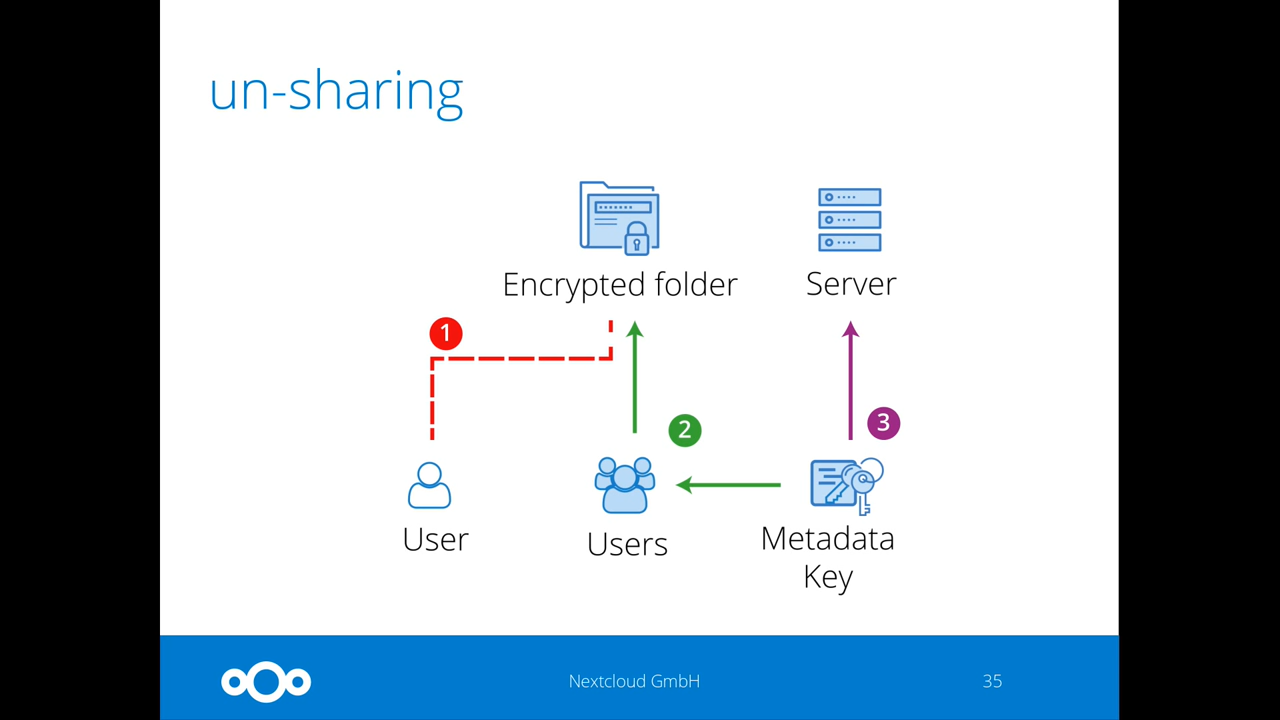 un-sharing
Encrypted folder
Server
1
2
3
User
Users
Metadata
Key
Nextcloud GmbH
35